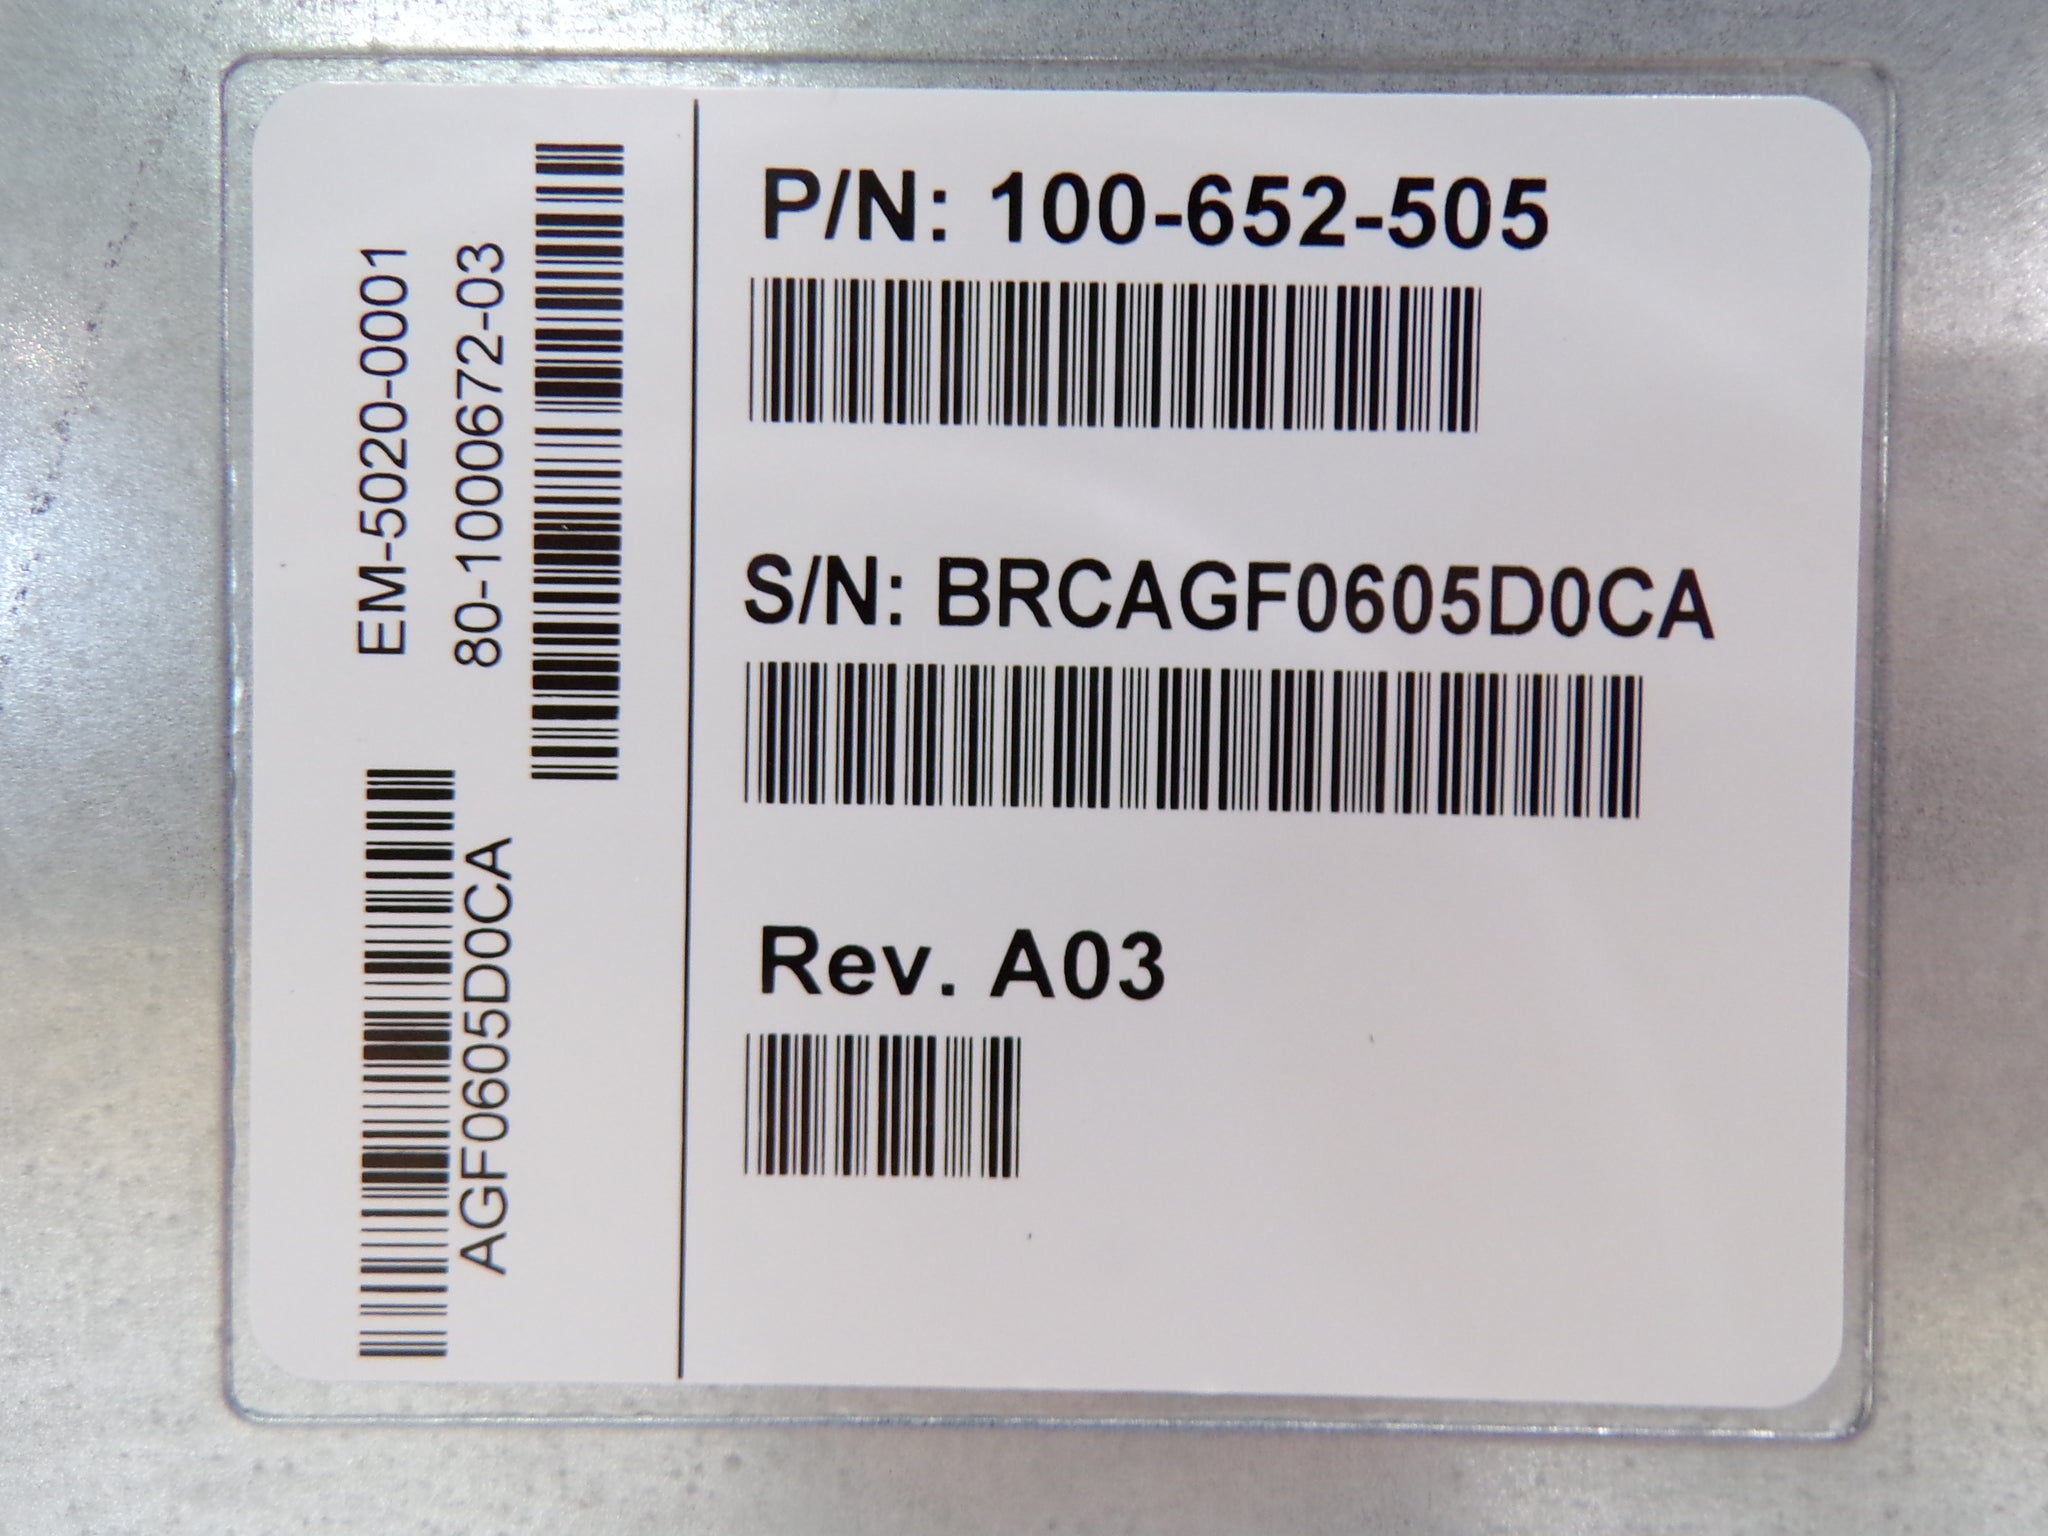 EM-5020-0001
80-1000672-03
AGF0605D0CA
P/N: 100-652-505
S/N: BRCAGF0605D0CA
Rev. A03